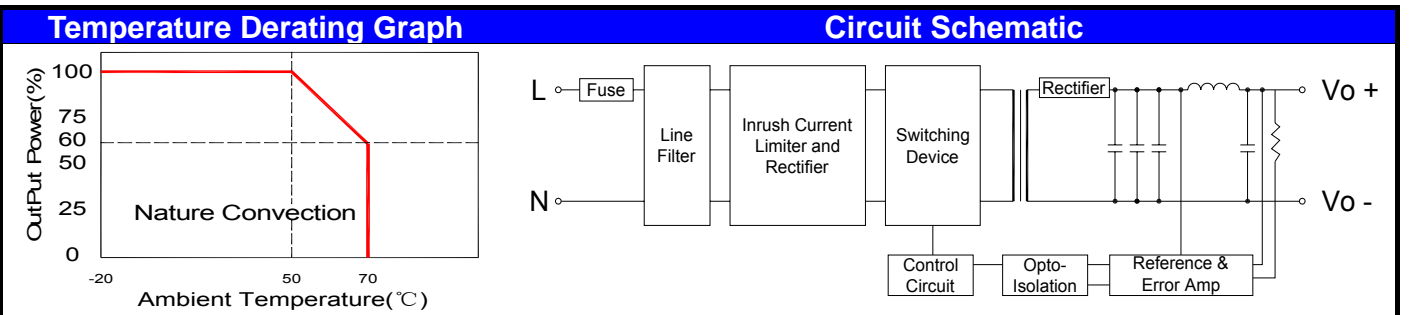 Temperature Derating Graph
OutPut Power(%)
100
75
60
50
25
0
Nature Convection
-20
50
70
Ambient Temperature(℃)
Circuit Schematic
L
Fuse
N
Line
Filter
Inrush Current
Limiter and
Rectifier
Switching
Device
Rectifier
Vo +
Vo -
Control
Circuit
Opto-
Isolation
Reference &
Error Amp